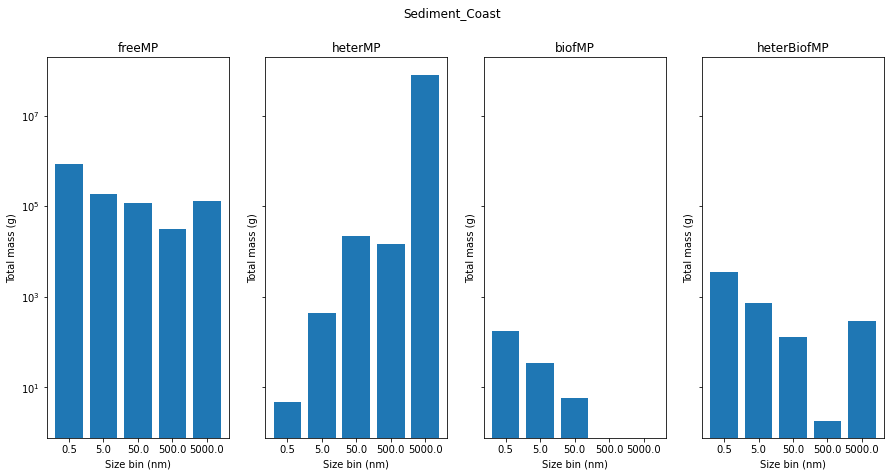 Sediment_Coast
freeMP
heterMP
biofMP
heterBiofMP
Total mass (g)
10^7
10^5
10^3
10^1
0.5 5.0 50.0 500.0 5000.0
Size bin (nm)
Total mass (g)
0.5 5.0 50.0 500.0 5000.0
Size bin (nm)
Total mass (g)
0.5 5.0 50.0 500.0 5000.0
Size bin (nm)
Total mass (g)
0.5 5.0 50.0 500.0 5000.0
Size bin (nm)